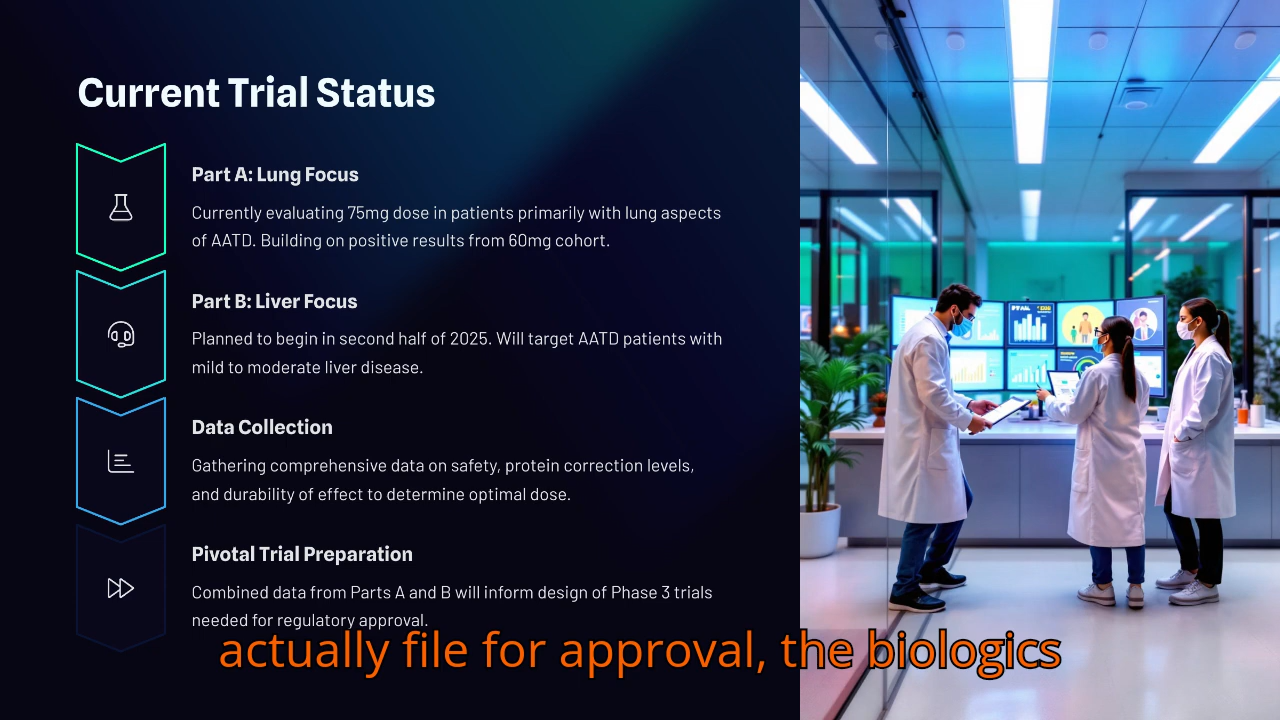 Current Trial Status
Part A: Lung Focus
Currently evaluating 75mg dose in patients primarily with lung aspects
of AATD. Building on positive results from 60mg cohort.
Part B: Liver Focus
Planned to begin in second half of 2025. Will target AATD patients with
mild to moderate liver disease.
Data Collection
Gathering comprehensive data on safety, protein correction levels,
and durability of effect to determine optimal dose.
Pivotal Trial Preparation
Combined data from Parts A and B will inform design of Phase 3 trials
needed for regulatory approval.
actually file for approval, the biologics